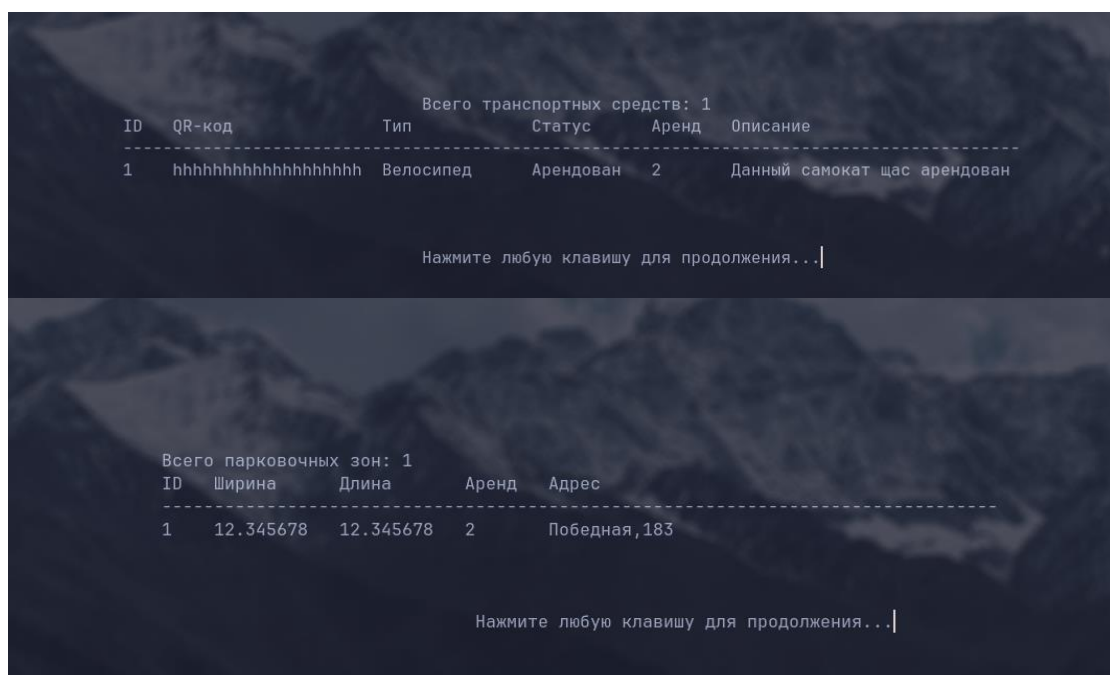 Всего транспортных средств: 1
ID QR-код Тип Статус Аренд Описание
--------------------------------------------------------------------------------
1 hhhhhhhhhhhhhhhhhhh Велосипед Арендован 2 Данный самокат щас арендован
Нажмите любую клавишу для продолжения...
Всего парковочных зон: 1
ID Ширина Длина Аренд Адрес
--------------------------------------------------------------------------------
1 12.345678 12.345678 2 Победная,183
Нажмите любую клавишу для продолжения...